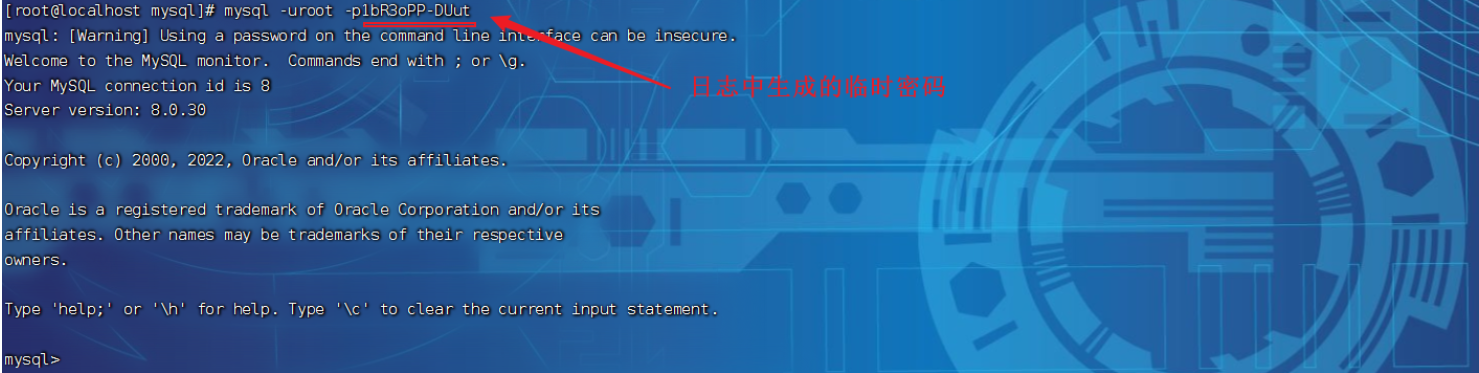 [root@localhost mysql]# mysql -uroot -p1bR3oPP-DUut
mysql: [Warning] Using a password on the command line interface can be insecure.
Welcome to the MySQL monitor.  Commands end with ; or \g.
Your MySQL connection id is 8
日志中生成的临时密码
Server version: 8.0.30
Copyright (c) 2000, 2022, Oracle and/or its affiliates.
Oracle is a registered trademark of Oracle Corporation and/or its
affiliates. Other names may be trademarks of their respective
owners.
Type 'help;' or '\h' for help. Type '\c' to clear the current input statement.
mysql>